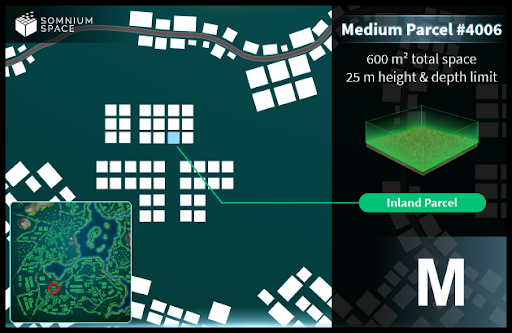 SOMNIUM
SPACE
Medium Parcel #4006
600 m² total space
25 m height & depth limit
Inland Parcel
M